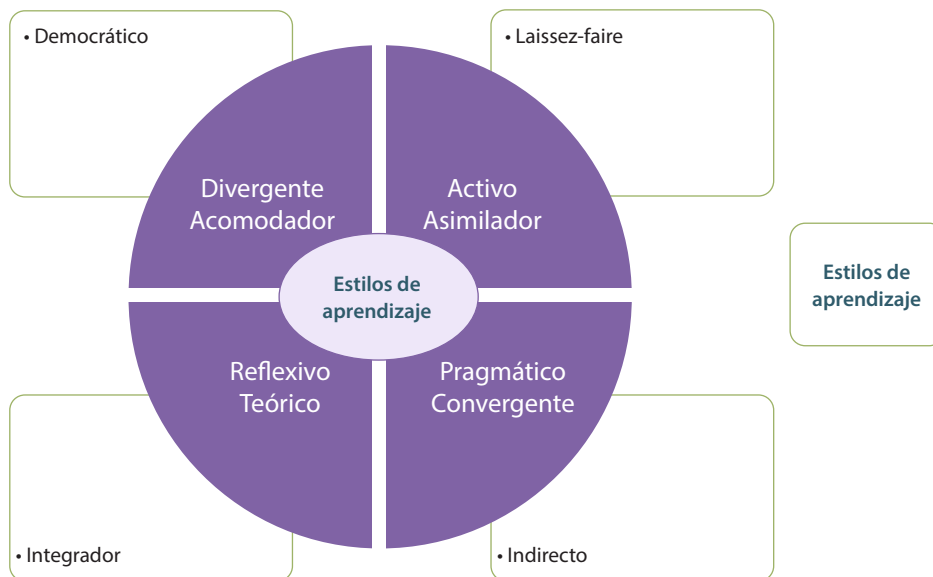 • Democrático
• Laissez-faire
Divergente
Acomodador
Activo
Asimilador
Estilos de
aprendizaje
Estilos de
aprendizaje
Reflexivo
Teórico
Pragmático
Convergente
• Integrador
• Indirecto